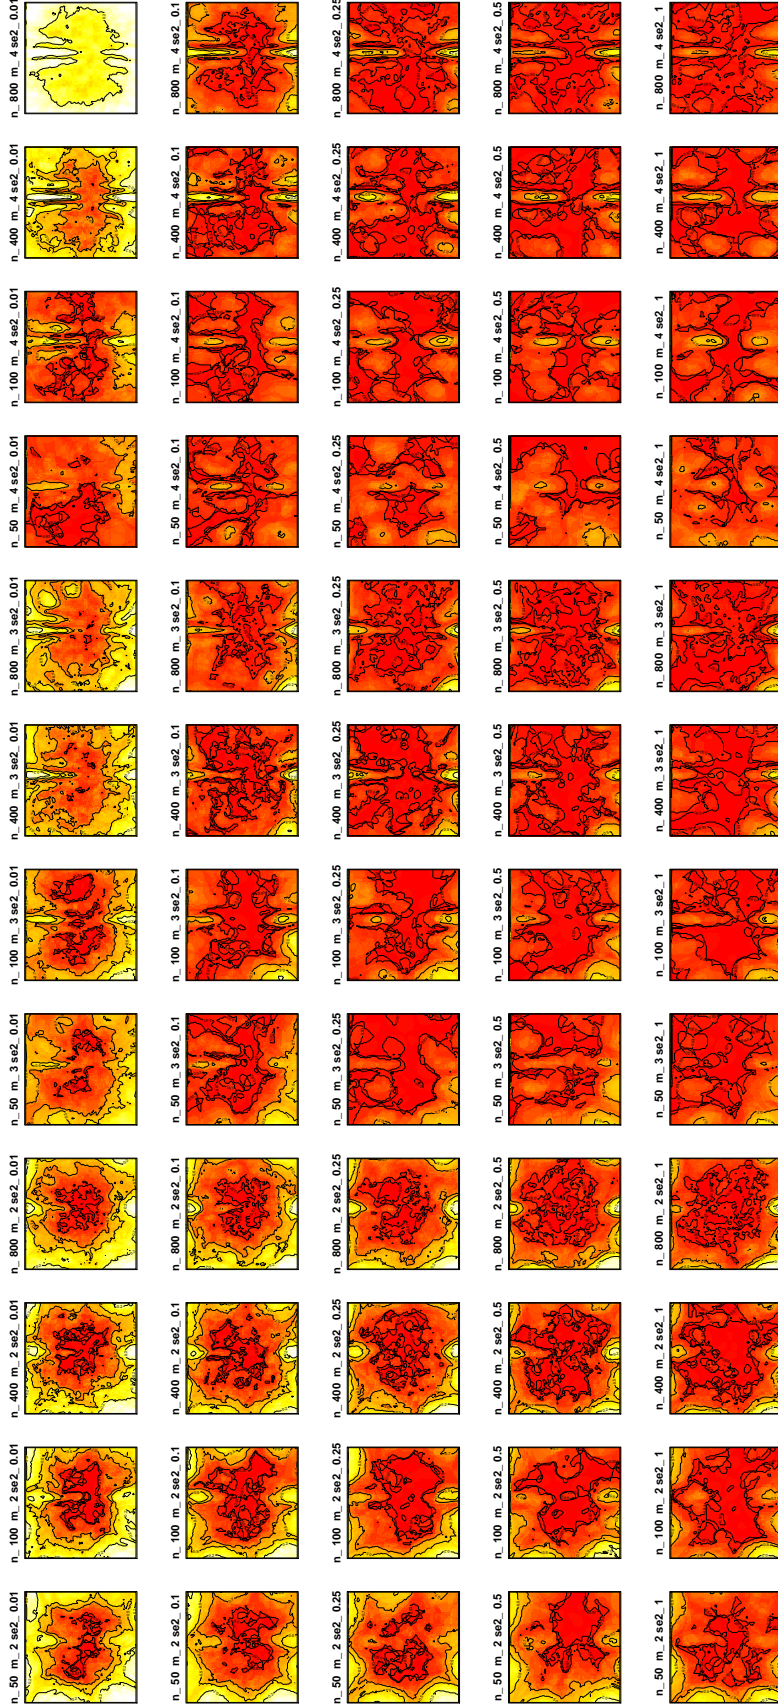 n_ 50 m_ 2 se2_ 0.01
n_ 100 m_ 2 se2_ 0.01
n_ 400 m_ 2 se2_ 0.01
n_ 800 m_ 2 se2_ 0.01
n_ 50 m_ 3 se2_ 0.01
n_ 100 m_ 3 se2_ 0.01
n_ 400 m_ 3 se2_ 0.01
n_ 800 m_ 3 se2_ 0.01
n_ 50 m_ 4 se2_ 0.01
n_ 100 m_ 4 se2_ 0.01
n_ 400 m_ 4 se2_ 0.01
n_ 800 m_ 4 se2_ 0.01
n_ 50 m_ 2 se2_ 0.1
n_ 100 m_ 2 se2_ 0.1
n_ 400 m_ 2 se2_ 0.1
n_ 800 m_ 2 se2_ 0.1
n_ 50 m_ 3 se2_ 0.1
n_ 100 m_ 3 se2_ 0.1
n_ 400 m_ 3 se2_ 0.1
n_ 800 m_ 3 se2_ 0.1
n_ 50 m_ 4 se2_ 0.1
n_ 100 m_ 4 se2_ 0.1
n_ 400 m_ 4 se2_ 0.1
n_ 800 m_ 4 se2_ 0.1
n_ 50 m_ 2 se2_ 0.25
n_ 100 m_ 2 se2_ 0.25
n_ 400 m_ 2 se2_ 0.25
n_ 800 m_ 2 se2_ 0.25
n_ 50 m_ 3 se2_ 0.25
n_ 100 m_ 3 se2_ 0.25
n_ 400 m_ 3 se2_ 0.25
n_ 800 m_ 3 se2_ 0.25
n_ 50 m_ 4 se2_ 0.25
n_ 100 m_ 4 se2_ 0.25
n_ 400 m_ 4 se2_ 0.25
n_ 800 m_ 4 se2_ 0.25
n_ 50 m_ 2 se2_ 0.5
n_ 100 m_ 2 se2_ 0.5
n_ 400 m_ 2 se2_ 0.5
n_ 800 m_ 2 se2_ 0.5
n_ 50 m_ 3 se2_ 0.5
n_ 100 m_ 3 se2_ 0.5
n_ 400 m_ 3 se2_ 0.5
n_ 800 m_ 3 se2_ 0.5
n_ 50 m_ 4 se2_ 0.5
n_ 100 m_ 4 se2_ 0.5
n_ 400 m_ 4 se2_ 0.5
n_ 800 m_ 4 se2_ 0.5
n_ 50 m_ 2 se2_ 1
n_ 100 m_ 2 se2_ 1
n_ 400 m_ 2 se2_ 1
n_ 800 m_ 2 se2_ 1
n_ 50 m_ 3 se2_ 1
n_ 100 m_ 3 se2_ 1
n_ 400 m_ 3 se2_ 1
n_ 800 m_ 3 se2_ 1
n_ 50 m_ 4 se2_ 1
n_ 100 m_ 4 se2_ 1
n_ 400 m_ 4 se2_ 1
n_ 800 m_ 4 se2_ 1